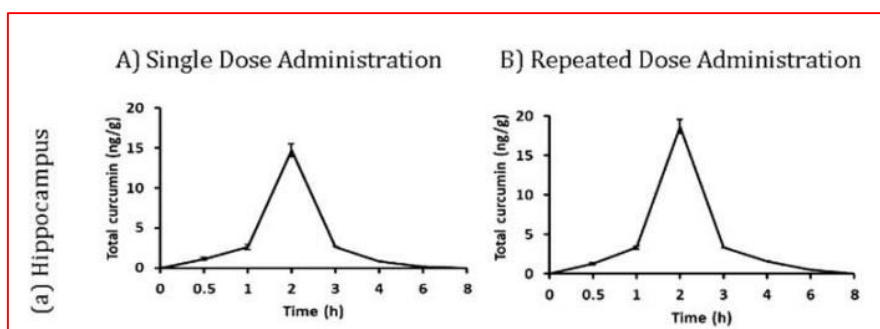 A) Single Dose Administration
B) Repeated Dose Administration
(a) Hippocampus
Total curcumin (ng/g)
20
15
10
5
0
0 0.5 1 2 3 4 6 8
Time (h)
Total curcumin (ng/g)
20
15
10
5
0
0 0.5 1 2 3 4 6 8
Time (h)